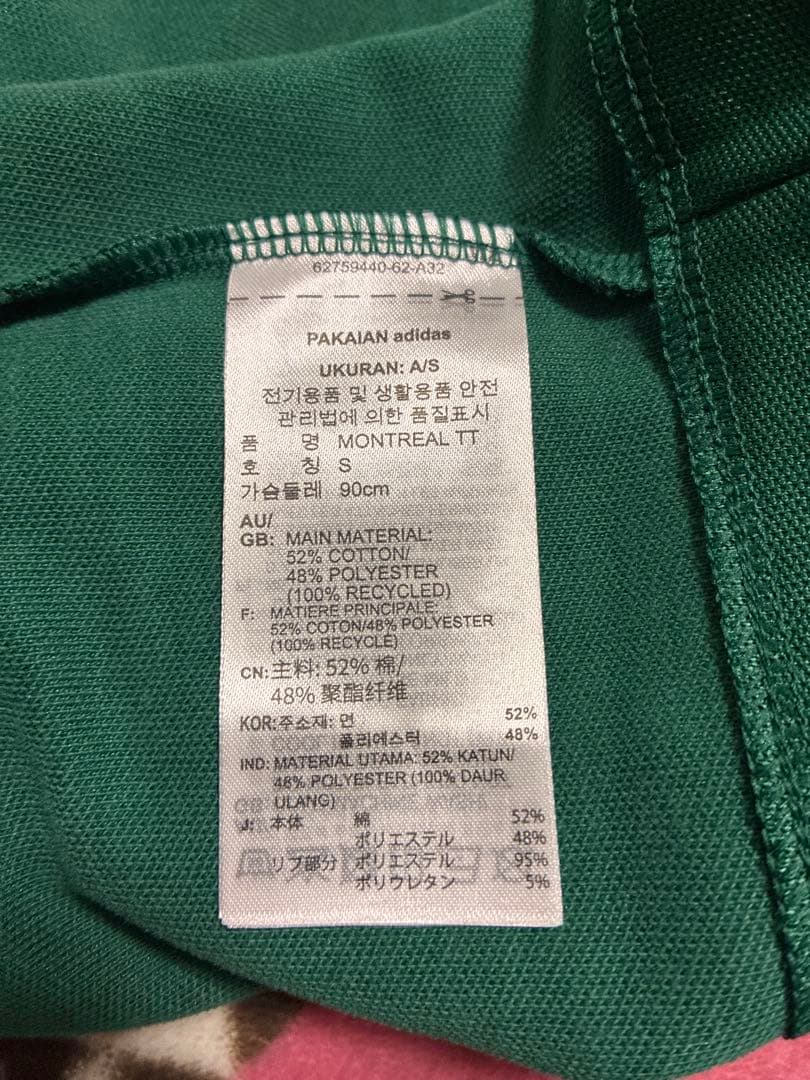 62759440-62-A32
PAKAIAN adidas
UKURAN: A/S
전기용품 및 생활용품 안전
관리법에 의한 품질표시
품 명 MONTREAL TT
호 칭 S
가슴둘레 90cm
AU/
GB: MAIN MATERIAL:
52% COTTON/
48% POLYESTER
(100% RECYCLED)
F: MATIERE PRINCIPALE:
52% COTON/48% POLYESTER
(100% RECYCLÉ)
CN: 主料: 52% 棉/
48% 聚酯纤维
KOR: 주소재: 면 52%
폴리에스터 48%
IND: MATERIAL UTAMA: 52% KATUN/
48% POLYESTER (100% DAUR
ULANG)
J: 本体 綿 52%
ポリエステル 48%
リブ部分 ポリエステル 95%
ポリウレタン 5%